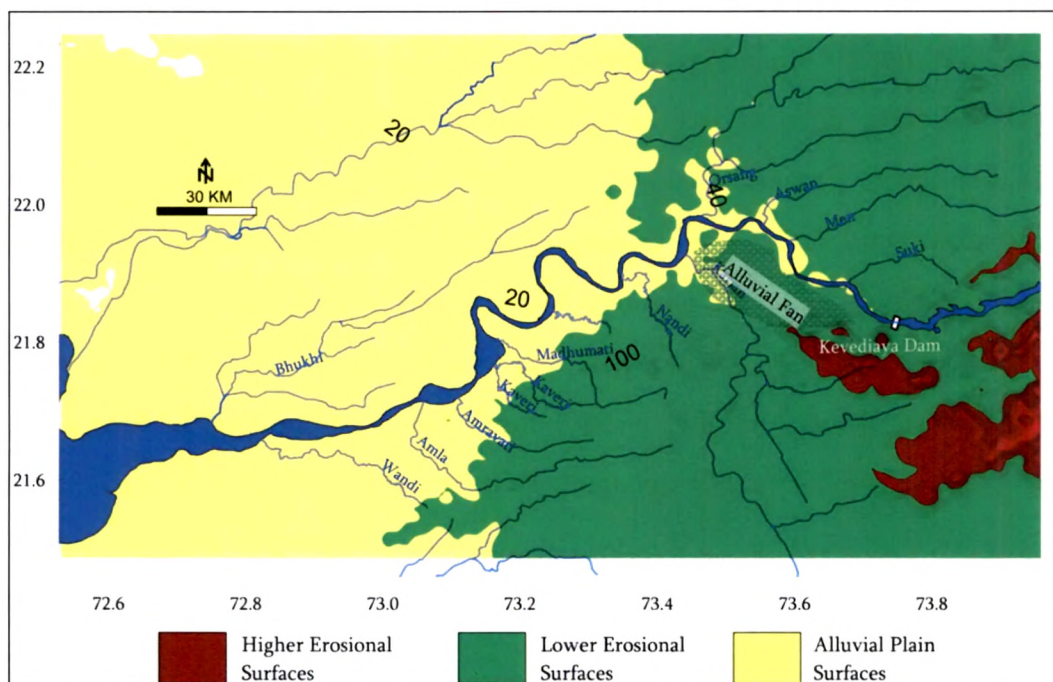 22.2
22.0
21.8
21.6
N
30 KM
20
Orsang
40
Aswan
Men
Suki
Alluvial Fan
20
Nandi
Kevediaya Dam
100
Madhumati
Bhukhi
Kaveri
Kaveri
Amravati
Amla
Wandi
72.6 72.8 73.0 73.2 73.4 73.6 73.8
Higher Erosional
Surfaces
Lower Erosional
Surfaces
Alluvial Plain
Surfaces